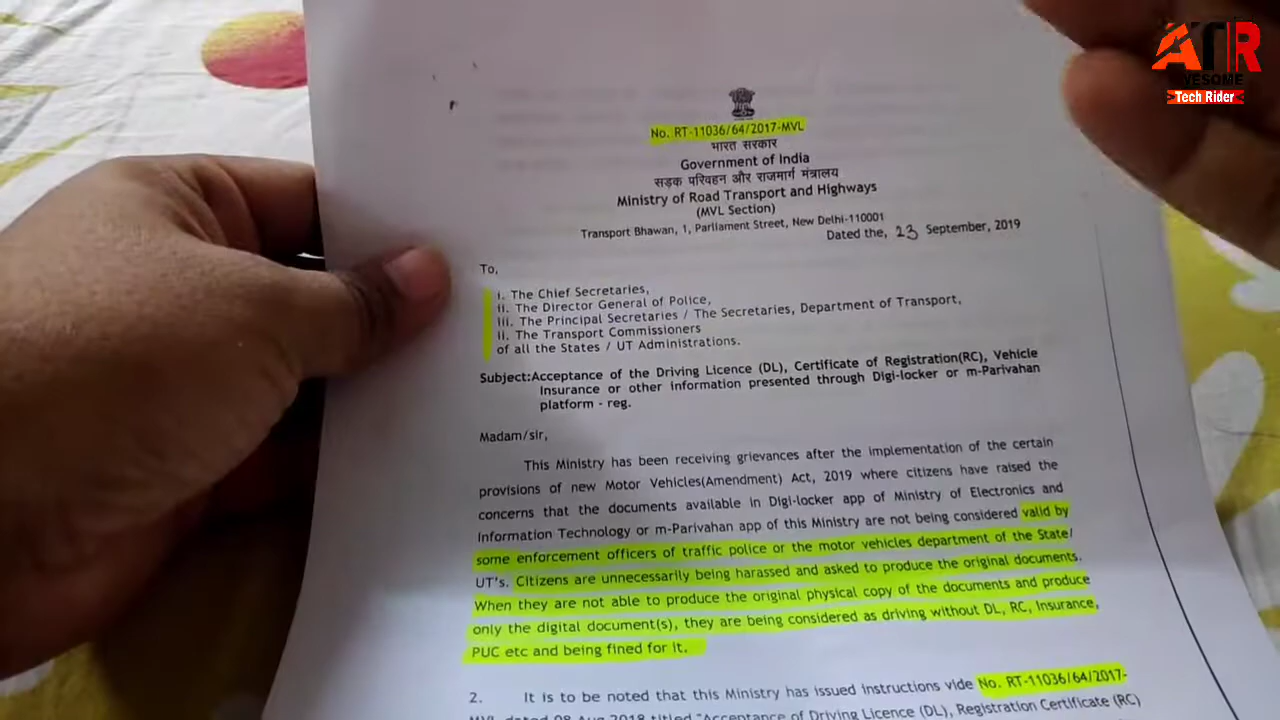 ATR
AWESOME
Tech Rider
No. RT-11036/64/2017-MVL
भारत सरकार
Government of India
सड़क परिवहन और राजमार्ग मंत्रालय
Ministry of Road Transport and Highways
(MVL Section)
Transport Bhawan, 1, Parliament Street, New Delhi-110001
Dated the, 23 September, 2019
To,
i. The Chief Secretaries,
ii. The Director General of Police,
iii. The Principal Secretaries / The Secretaries, Department of Transport,
ii. The Transport Commissioners
of all the States / UT Administrations.
Subject:Acceptance of the Driving Licence (DL), Certificate of Registration(RC), Vehicle
Insurance or other information presented through Digi-locker or m-Parivahan
platform - reg.
Madam/sir,
This Ministry has been receiving grievances after the implementation of the certain
provisions of new Motor Vehicles(Amendment) Act, 2019 where citizens have raised the
concerns that the documents available in Digi-locker app of Ministry of Electronics and
Information Technology or m-Parivahan app of this Ministry are not being considered valid by
some enforcement officers of traffic police or the motor vehicles department of the State/
UT's. Citizens are unnecessarily being harassed and asked to produce the original documents.
When they are not able to produce the original physical copy of the documents and produce
only the digital document(s), they are being considered as driving without DL, RC, Insurance,
PUC etc and being fined for it.
2. It is to be noted that this Ministry has issued instructions vide No. RT-11036/64/2017-
MVL dated 08 Aug 2018 titled "Acceptance of Driving Licence (DL), Registration Certificate (RC)